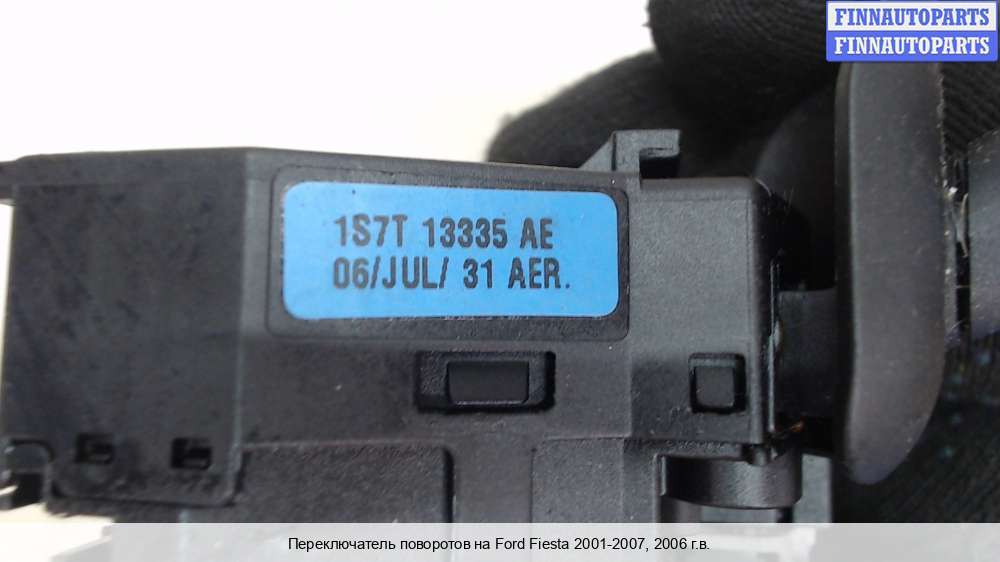 FINNAUTOPARTS
FINNAUTOPARTS
1S7T 13335 AE
06/JUL/ 31 AER.
Переключатель поворотов на Ford Fiesta 2001-2007, 2006 г.в.